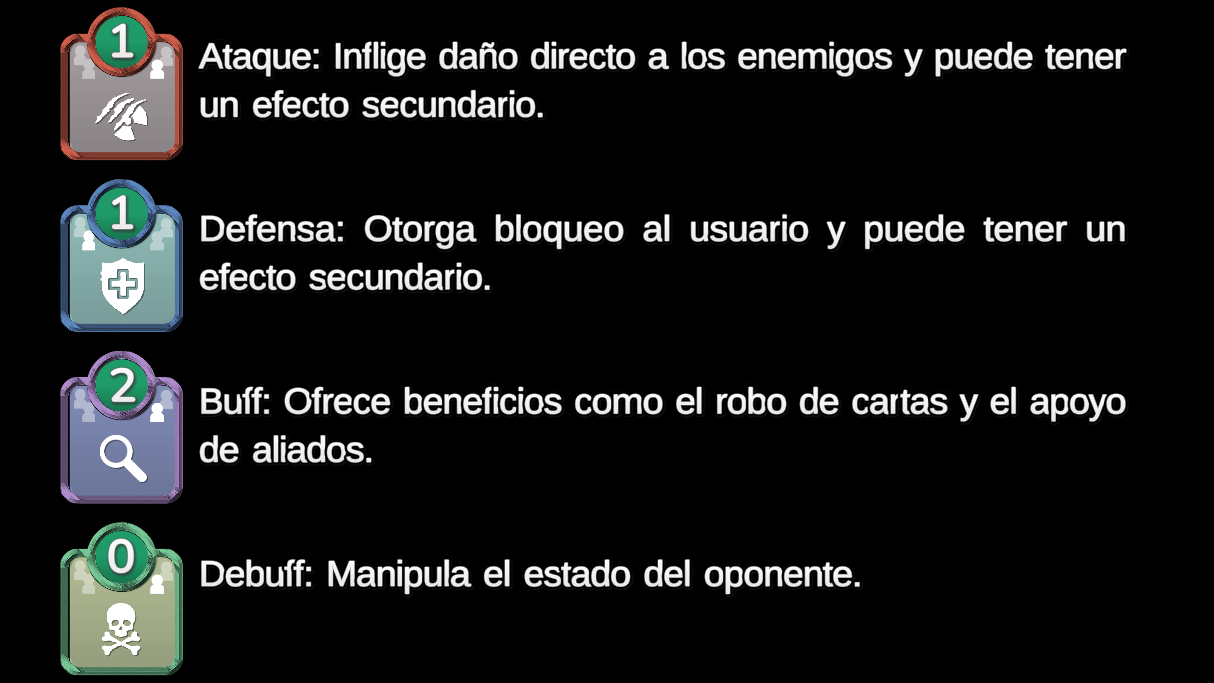 1
Ataque: Inflige daño directo a los enemigos y puede tener
un efecto secundario.
1
Defensa: Otorga bloqueo al usuario y puede tener un
efecto secundario.
2
Buff: Ofrece beneficios como el robo de cartas y el apoyo
de aliados.
0
Debuff: Manipula el estado del oponente.